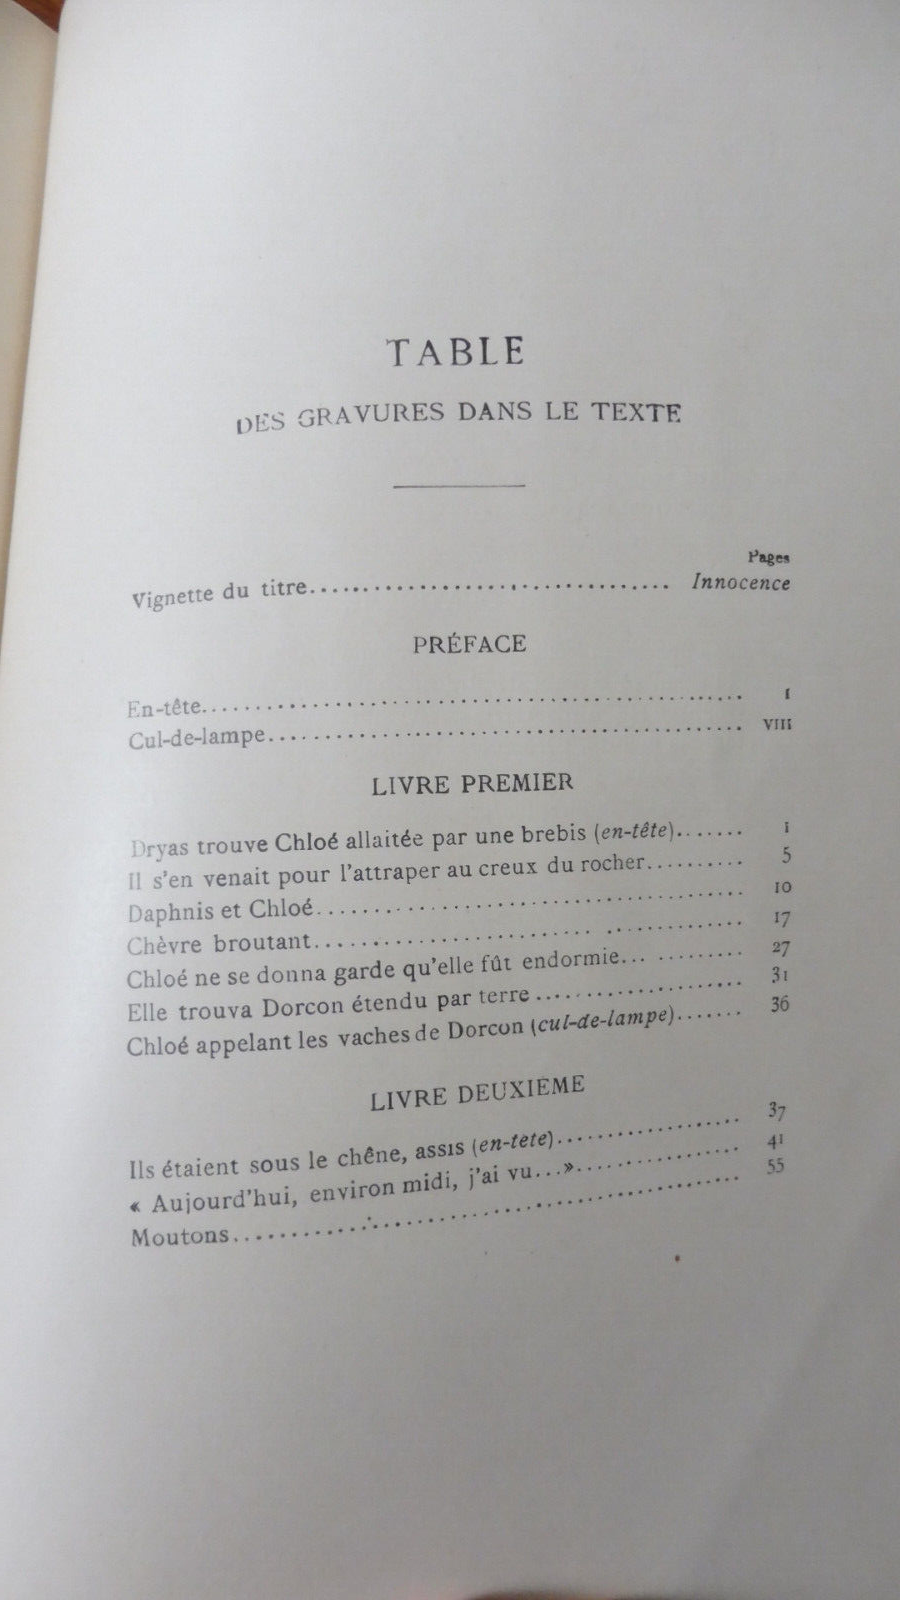 TABLE
DES GRAVURES DANS LE TEXTE
Pages
Vignette du titre.................................... Innocence
PRÉFACE
En-tête.......................................... I
Cul-de-lampe.................................... VIII
LIVRE PREMIER
Dryas trouve Chloé allaitée par une brebis (en-tête)....... 1
Il s'en venait pour l'attraper au creux du rocher.......... 5
Daphnis et Chloé.................................... 10
Chèvre broutant.................................... 17
Chloé ne se donna garde qu'elle fût endormie............ 27
Elle trouva Dorcon étendu par terre .................. 31
Chloé appelant les vaches de Dorcon (cul-de-lampe)....... 36
LIVRE DEUXIÈME
Ils étaient sous le chêne, assis (en-tete).................. 37
« Aujourd'hui, environ midi, j'ai vu...»................ 41
Moutons.......................................... 55